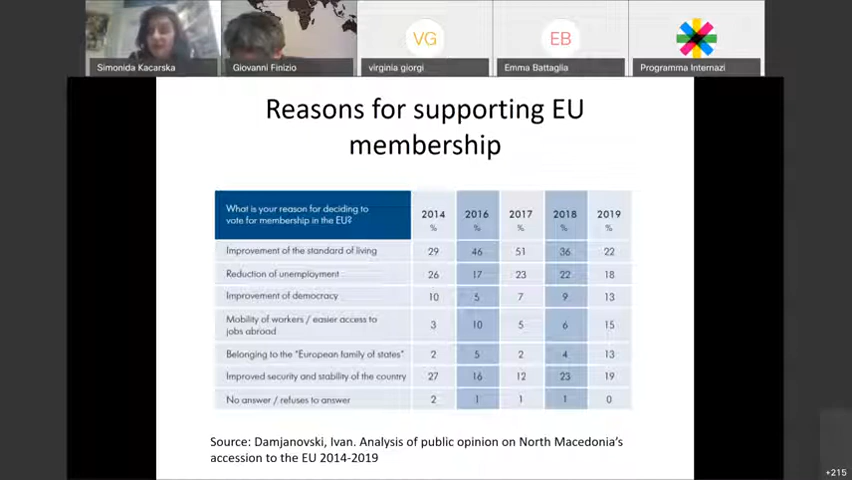 VG
EB
Simonida Kacarska
Giovanni Finizio
virginia giorgi
Emma Battaglia
Programma Internazi
Reasons for supporting EU
membership
What is your reason for deciding to
vote for membership in the EU?
2014 % 2016 % 2017 % 2018 % 2019 %
Improvement of the standard of living 29 46 51 36 22
Reduction of unemployment 26 17 23 22 18
Improvement of democracy 10 5 7 9 13
Mobility of workers / easier access to
jobs abroad 3 10 5 6 15
Belonging to the "European family of states" 2 5 2 4 13
Improved security and stability of the country 27 16 12 23 19
No answer / refuses to answer 2 1 1 1 0
Source: Damjanovski, Ivan. Analysis of public opinion on North Macedonia's
accession to the EU 2014-2019
+215